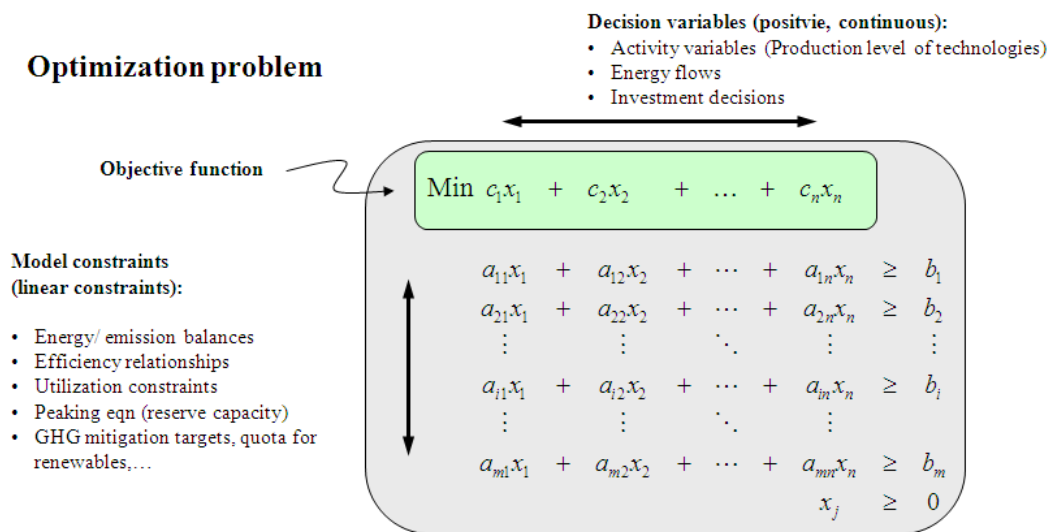 Decision variables (positvie, continuous):
• Activity variables (Production level of technologies)
• Energy flows
• Investment decisions
Optimization problem
Objective function
Min c₁x₁ + c₂x₂ + … + cₙxₙ
Model constraints
(linear constraints):
• Energy/ emission balances
• Efficiency relationships
• Utilization constraints
• Peaking eqn (reserve capacity)
• GHG mitigation targets, quota for
renewables,…
a₁₁x₁ + a₁₂x₂ + ⋯ + a₁ₙxₙ ≥ b₁
a₂₁x₁ + a₂₂x₂ + ⋯ + a₂ₙxₙ ≥ b₂
⋮ ⋮ ⋱ ⋮ ⋮
aᵢ₁x₁ + aᵢ₂x₂ + ⋯ + aᵢₙxₙ ≥ bᵢ
⋮ ⋮ ⋱ ⋮
aₘ₁x₁ + aₘ₂x₂ + ⋯ + aₘₙxₙ ≥ bₘ
xⱼ ≥ 0